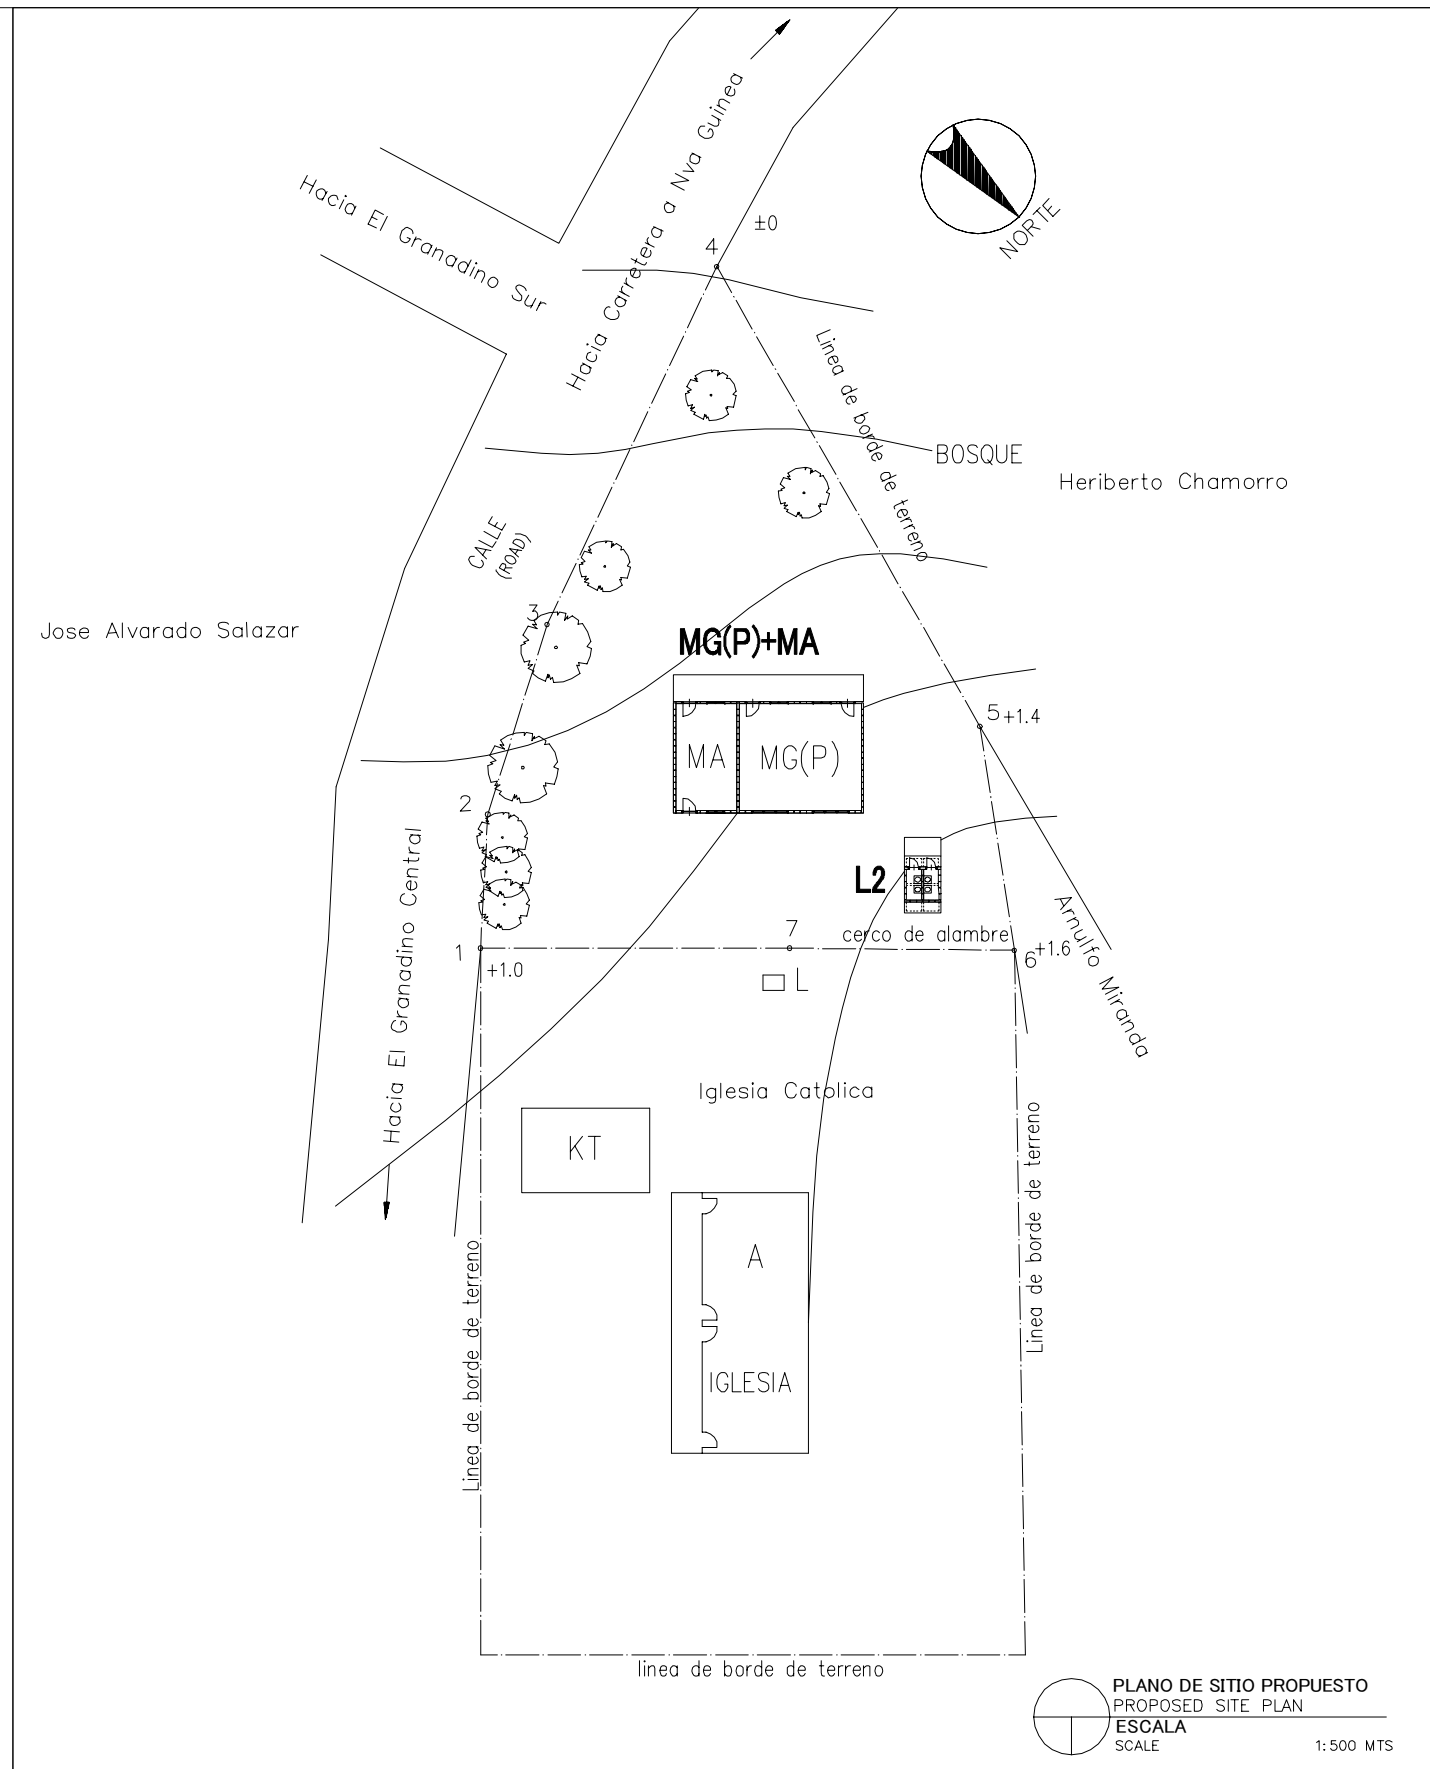 Hacia Carretera a Nva Guinea
Hacia El Granadino Sur
NORTE
±0
4
Linea de borde de terreno
BOSQUE
Heriberto Chamorro
CALLE
(ROAD)
3
Jose Alvarado Salazar
MG(P)+MA
MA
MG(P)
5
+1.4
2
Hacia El Granadino Central
L2
cerco de alambre
Arnulfo Miranda
1
+1.0
7
6
+1.6
L
Iglesia Catolica
KT
A
IGLESIA
Linea de borde de terreno
Linea de borde de terreno
linea de borde de terreno
PLANO DE SITIO PROPUESTO
PROPOSED SITE PLAN
ESCALA
SCALE 1:500 MTS